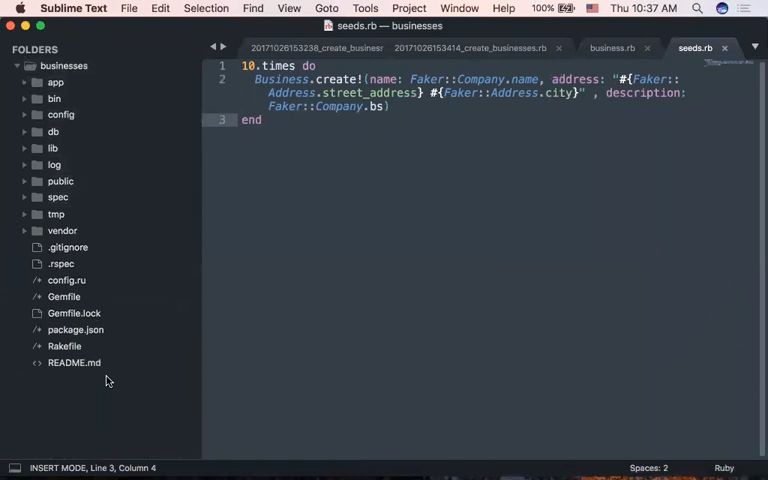 Sublime Text File Edit Selection Find View Goto Tools Project Window Help 100% Thu 10:37 AM
seeds.rb — businesses
FOLDERS
20171026153238_create_businesr 20171026153414_create_businesses.rb business.rb seeds.rb
businesses
app
bin
config
db
lib
log
public
spec
tmp
vendor
.gitignore
.rspec
config.ru
Gemfile
Gemfile.lock
package.json
Rakefile
README.md
1 10.times do
2 Business.create!(name: Faker::Company.name, address: "#{Faker::
Address.street_address} #{Faker::Address.city}" , description:
Faker::Company.bs)
3 end
INSERT MODE, Line 3, Column 4 Spaces: 2 Ruby